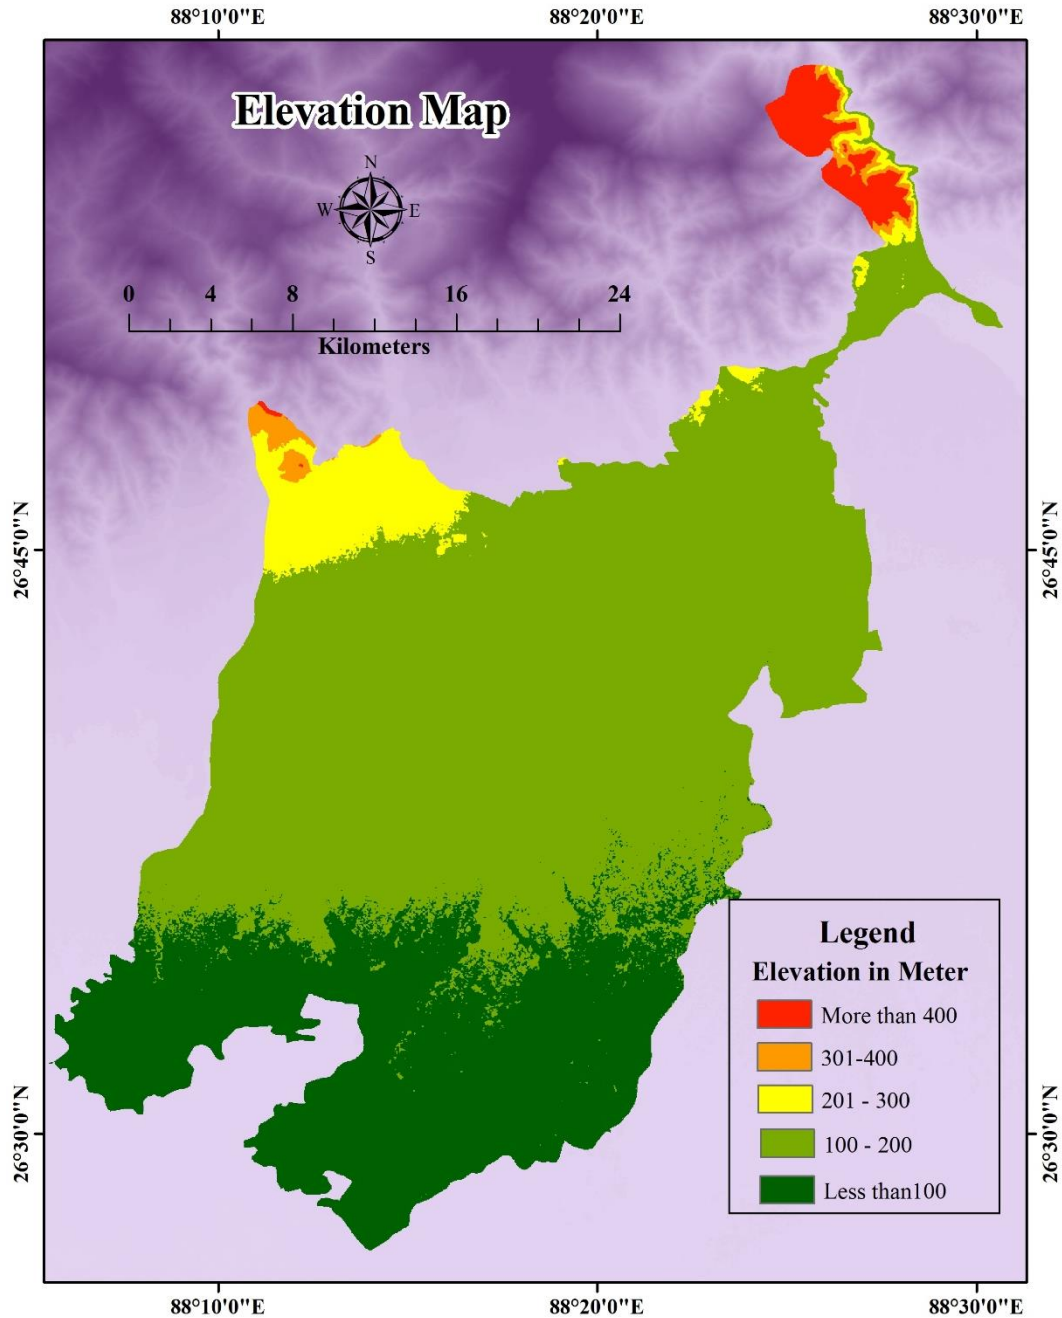 88°10'0"E
88°20'0"E
88°30'0"E
Elevation Map
N
W
E
S
0 4 8 16 24
Kilometers
26°45'0"N
26°45'0"N
Legend
Elevation in Meter
More than 400
301-400
201 - 300
100 - 200
Less than100
26°30'0"N
26°30'0"N
88°10'0"E
88°20'0"E
88°30'0"E